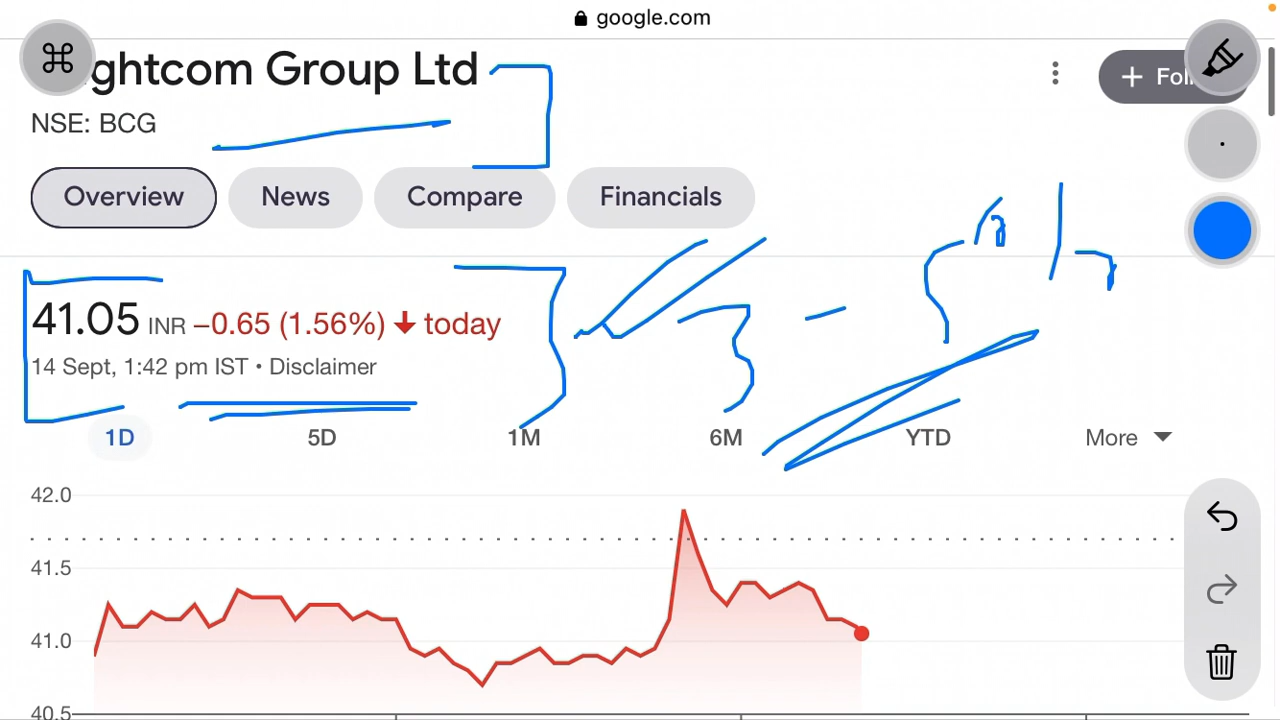 google.com
ghtcom Group Ltd
+ Fol
NSE: BCG
Overview News Compare Financials
41.05 INR −0.65 (1.56%) ↓ today
14 Sept, 1:42 pm IST • Disclaimer
1D 5D 1M 6M YTD More
42.0
41.5
41.0
40.5